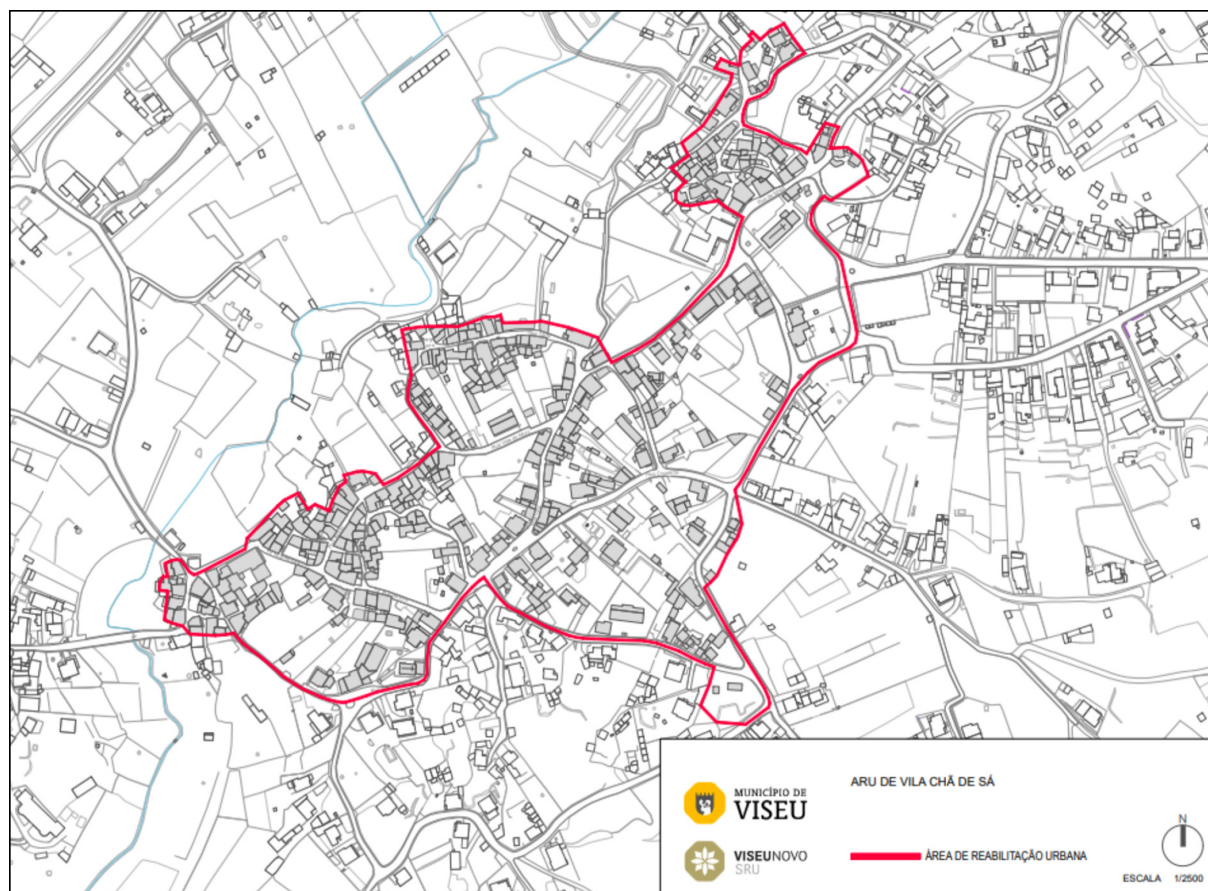 ARU DE VILA CHÃ DE SÁ
MUNICÍPIO DE
VISEU
VISEUNOVO
SRU
ÁREA DE REABILITAÇÃO URBANA
N
ESCALA 1/2500